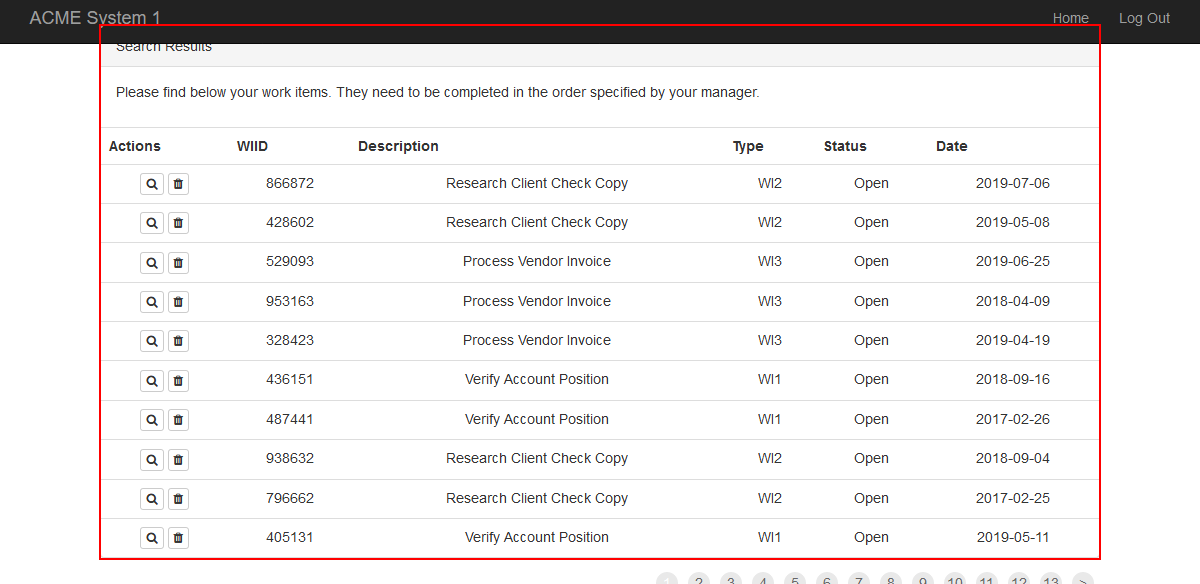 ACME System 1 Home Log Out
Search Results
Please find below your work items. They need to be completed in the order specified by your manager.
Actions WIID Description Type Status Date
866872 Research Client Check Copy WI2 Open 2019-07-06
428602 Research Client Check Copy WI2 Open 2019-05-08
529093 Process Vendor Invoice WI3 Open 2019-06-25
953163 Process Vendor Invoice WI3 Open 2018-04-09
328423 Process Vendor Invoice WI3 Open 2019-04-19
436151 Verify Account Position WI1 Open 2018-09-16
487441 Verify Account Position WI1 Open 2017-02-26
938632 Research Client Check Copy WI2 Open 2018-09-04
796662 Research Client Check Copy WI2 Open 2017-02-25
405131 Verify Account Position WI1 Open 2019-05-11
1 2 3 4 5 6 7 8 9 10 11 12 13 >